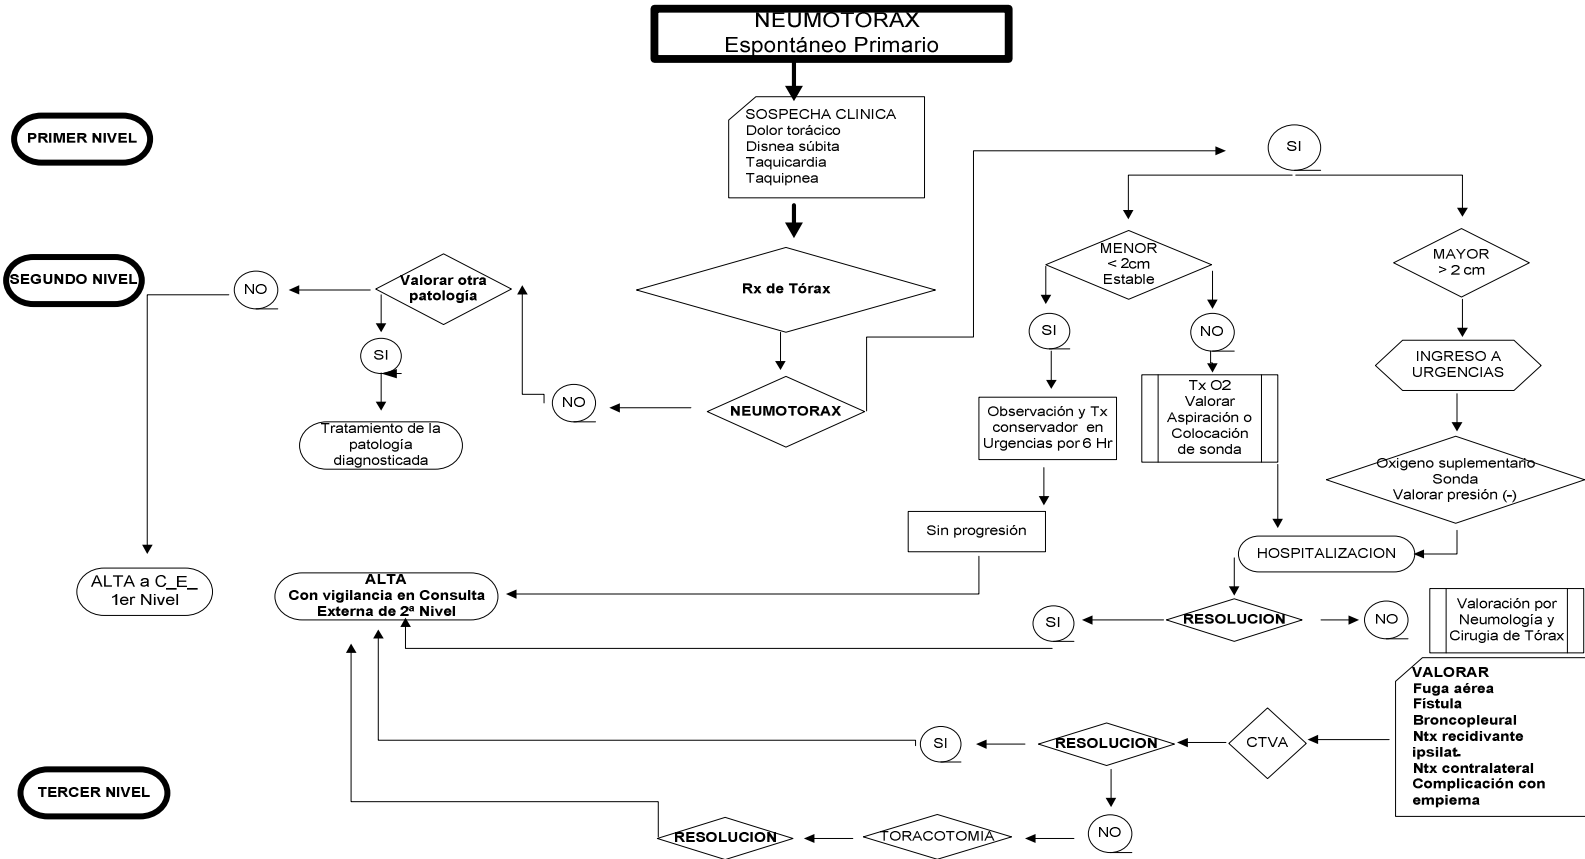 NEUMOTORAX
Espontáneo Primario
PRIMER NIVEL
SOSPECHA CLINICA
Dolor torácico
Disnea súbita
Taquicardia
Taquipnea
SI
SEGUNDO NIVEL
NO
Valorar otra
patología
Rx de Tórax
MENOR
< 2cm
Estable
MAYOR
> 2 cm
SI
SI
NO
INGRESO A
URGENCIAS
NO
NEUMOTORAX
Tratamiento de la
patología
diagnosticada
Observación y Tx
conservador en
Urgencias por 6 Hr
Tx O2
Valorar
Aspiración o
Colocación
de sonda
Oxigeno suplementario
Sonda
Valorar presión (-)
Sin progresión
HOSPITALIZACION
ALTA a C_E_
1er Nivel
ALTA
Con vigilancia en Consulta
Externa de 2ª Nivel
SI
RESOLUCION
NO
Valoración por
Neumología y
Cirugia de Tórax
VALORAR
Fuga aérea
Fístula
Broncopleural
Ntx recidivante
ipsilat.
Ntx contralateral
Complicación con
empiema
SI
RESOLUCION
CTVA
TERCER NIVEL
RESOLUCION
TORACOTOMIA
NO